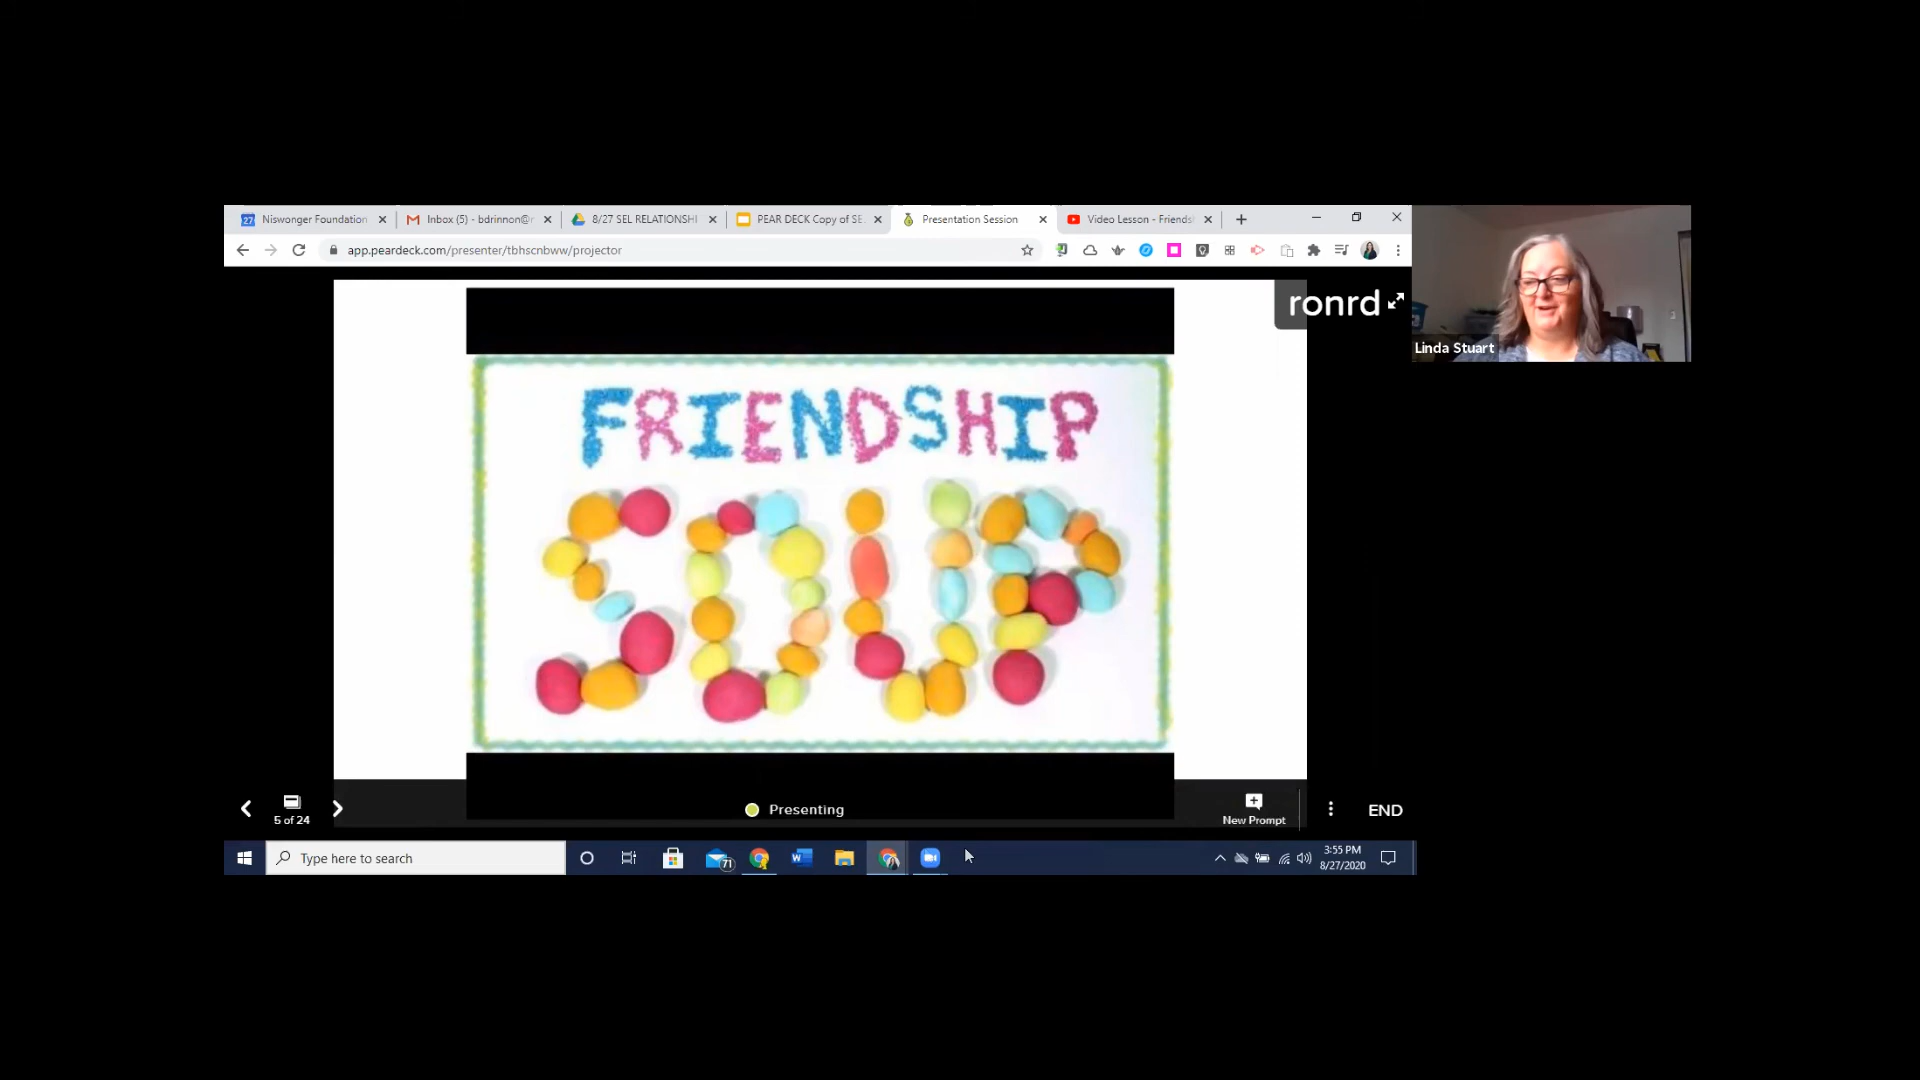 Niswonger Foundation
Inbox (5) - bdrinnon@r
8/27 SEL RELATIONSHI
PEAR DECK Copy of SE
Presentation Session
Video Lesson - Friends
app.peardeck.com/presenter/tbhscnbww/projector
ronrd
Linda Stuart
FRIENDSHIP
SOUP
5 of 24
Presenting
New Prompt
END
Type here to search
71
3:55 PM
8/27/2020